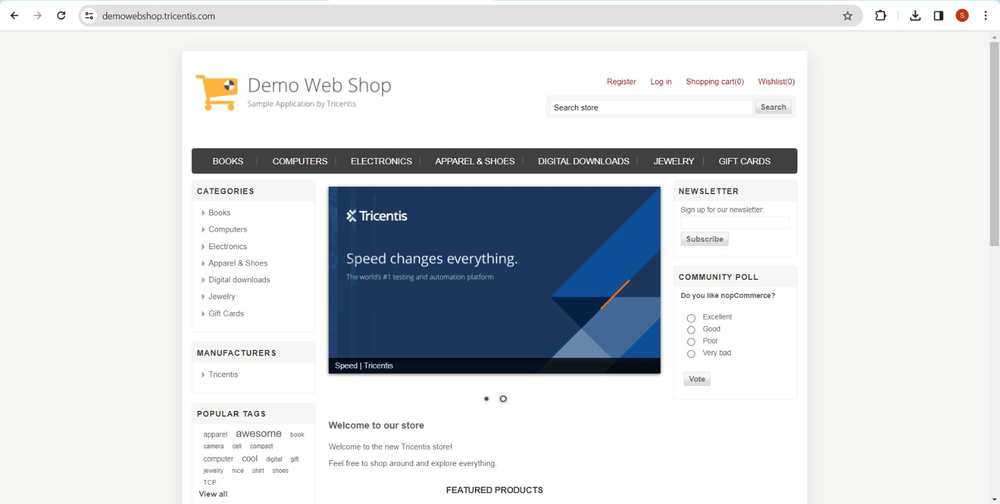 demowebshop.tricentis.com
S
Demo Web Shop
Sample Application by Tricentis
Register Log in Shopping cart(0) Wishlist(0)
Search store Search
BOOKS COMPUTERS ELECTRONICS APPAREL & SHOES DIGITAL DOWNLOADS JEWELRY GIFT CARDS
CATEGORIES
Books
Computers
Electronics
Apparel & Shoes
Digital downloads
Jewelry
Gift Cards
MANUFACTURERS
Tricentis
POPULAR TAGS
apparel awesome book
camera cell compact
computer cool digital gift
jewelry nice shirt shoes
TCP
View all
Tricentis
Speed changes everything.
The world's #1 testing and automation platform
Speed | Tricentis
Welcome to our store
Welcome to the new Tricentis store!
Feel free to shop around and explore everything.
FEATURED PRODUCTS
NEWSLETTER
Sign up for our newsletter:
Subscribe
COMMUNITY POLL
Do you like nopCommerce?
Excellent
Good
Poor
Very bad
Vote